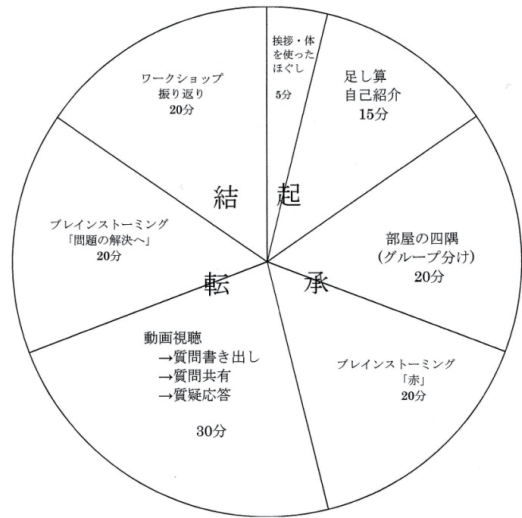 挨拶・体
を使った
ほぐし
5分
足し算
自己紹介
15分
部屋の四隅
(グループ分け)
20分
ブレインストーミング
「赤」
20分
動画視聴
→質問書き出し
→質問共有
→質疑応答
30分
ブレインストーミング
「問題の解決へ」
20分
ワークショップ
振り返り
20分
起
承
転
結